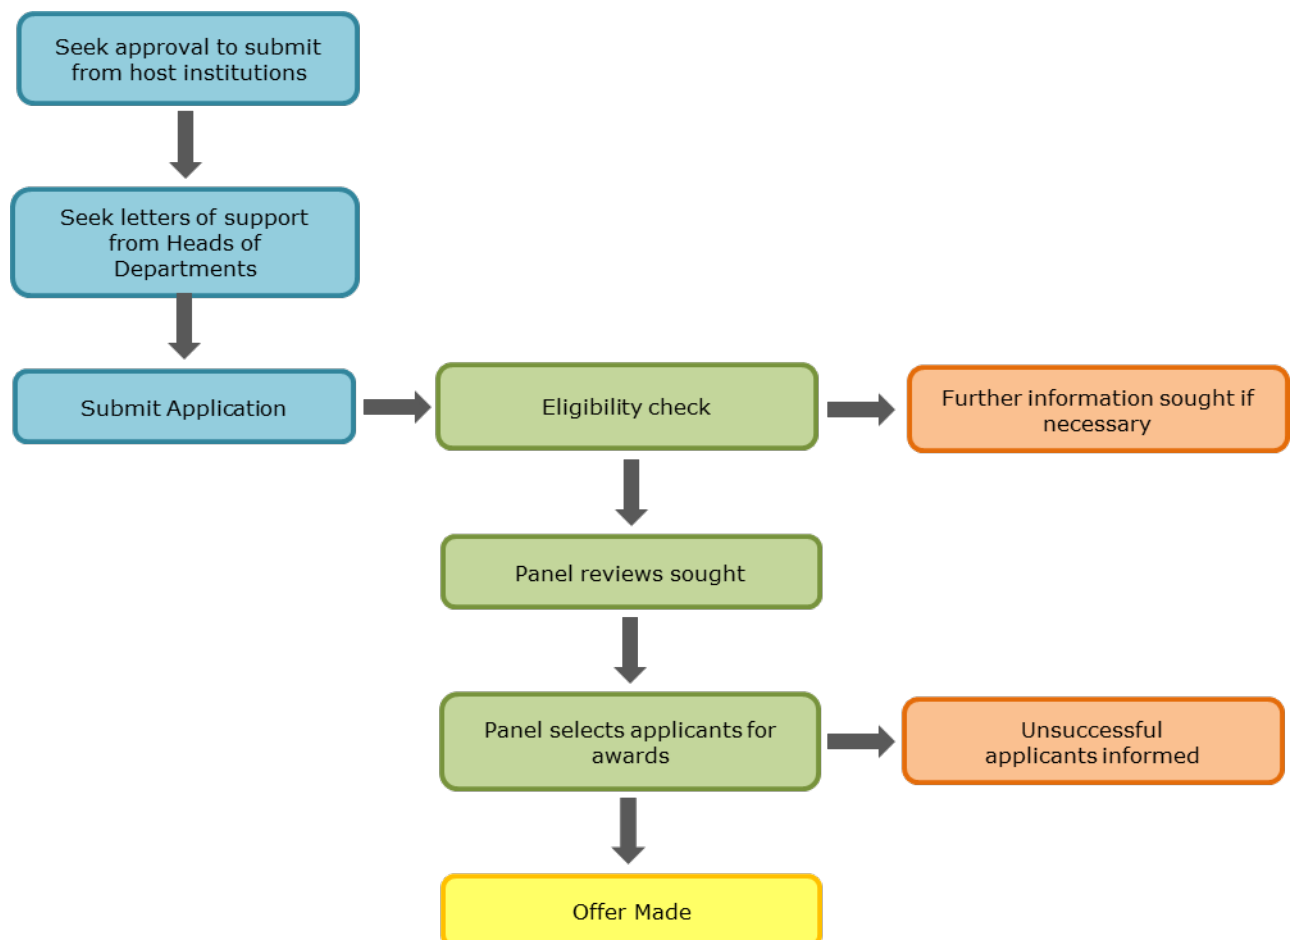 Seek approval to submit
from host institutions
Seek letters of support
from Heads of
Departments
Submit Application
Eligibility check
Further information sought if
necessary
Panel reviews sought
Panel selects applicants for
awards
Unsuccessful
applicants informed
Offer Made